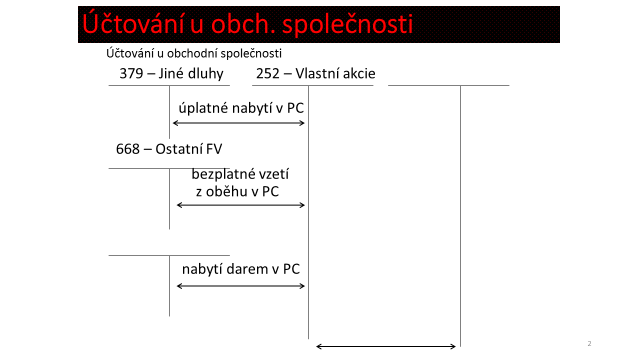 Účtování u obch. společnosti
Účtování u obchodní společnosti
379 – Jiné dluhy
252 – Vlastní akcie
úplatné nabytí v PC
668 – Ostatní FV
bezplatné vzetí
z oběhu v PC
nabytí darem v PC
2